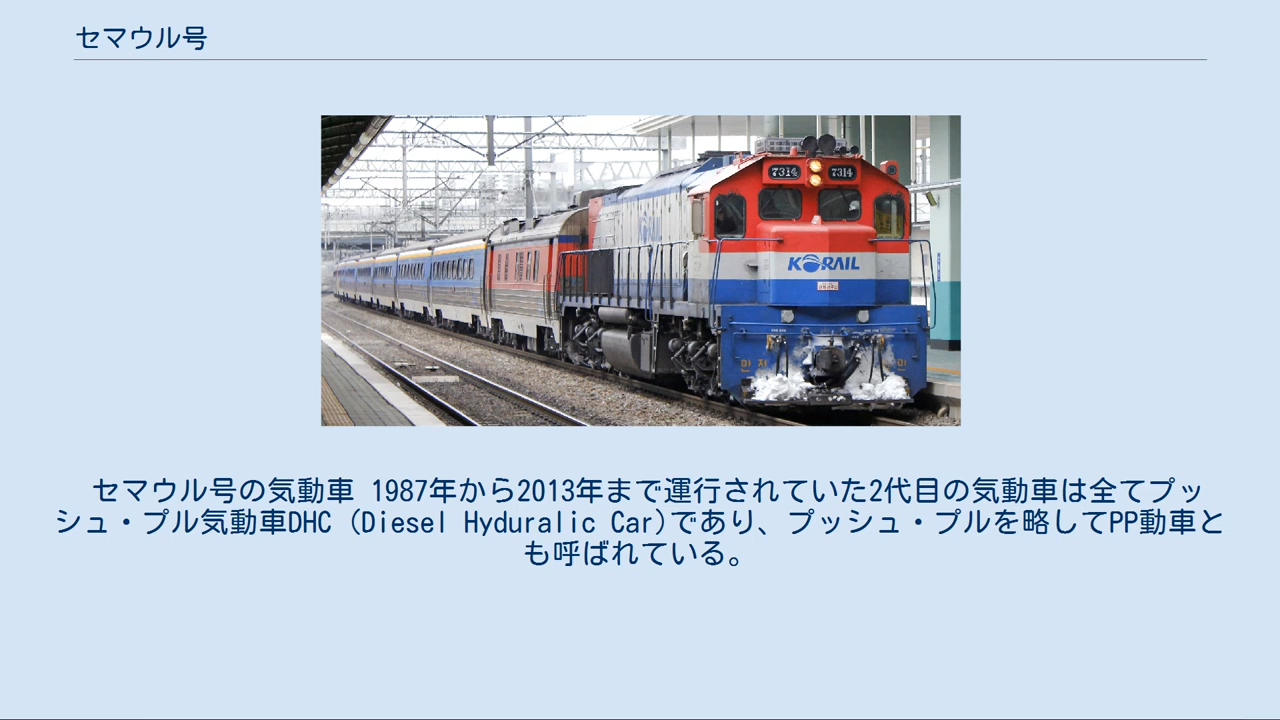 セマウル号
7314 7314
KORAIL
セマウル号の気動車 1987年から2013年まで運行されていた2代目の気動車は全てプッ
シュ・プル気動車DHC (Diesel Hyduralic Car)であり、プッシュ・プルを略してPP動車と
も呼ばれている。